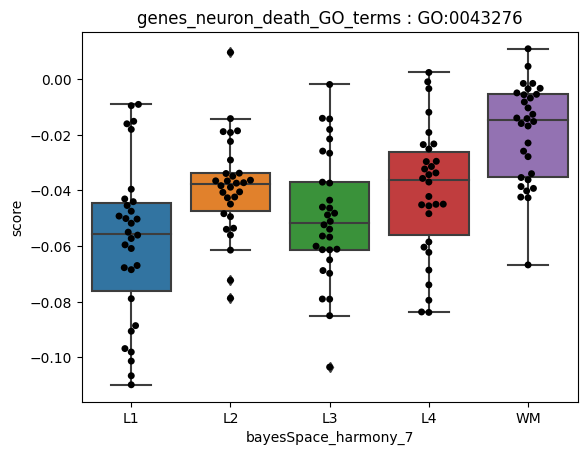 genes_neuron_death_GO_terms : GO:0043276
0.00
−0.02
−0.04
−0.06
−0.08
−0.10
score
L1 L2 L3 L4 WM
bayesSpace_harmony_7